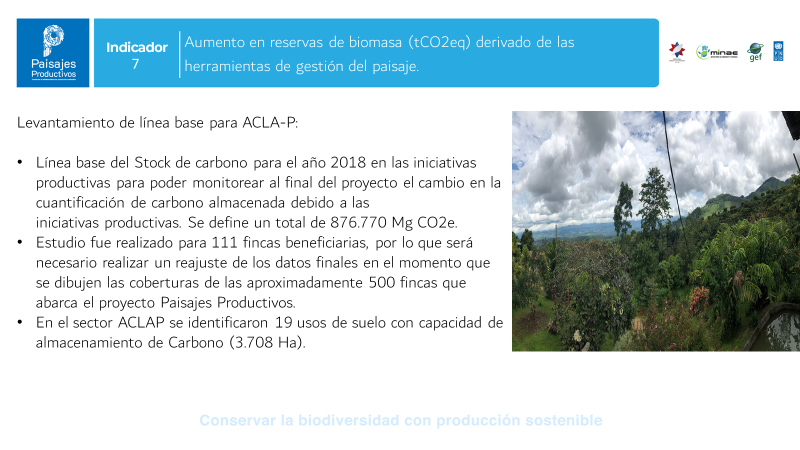 Paisajes
Productivos
Indicador
7
Aumento en reservas de biomasa (tCO2eq) derivado de las
herramientas de gestión del paisaje.
minae
gef
Levantamiento de línea base para ACLA-P:
• Línea base del Stock de carbono para el año 2018 en las iniciativas
productivas para poder monitorear al final del proyecto el cambio en la
cuantificación de carbono almacenada debido a las
iniciativas productivas. Se define un total de 876.770 Mg CO2e.
• Estudio fue realizado para 111 fincas beneficiarias, por lo que será
necesario realizar un reajuste de los datos finales en el momento que
se dibujen las coberturas de las aproximadamente 500 fincas que
abarca el proyecto Paisajes Productivos.
• En el sector ACLAP se identificaron 19 usos de suelo con capacidad de
almacenamiento de Carbono (3.708 Ha).
Conservar la biodiversidad con producción sostenible